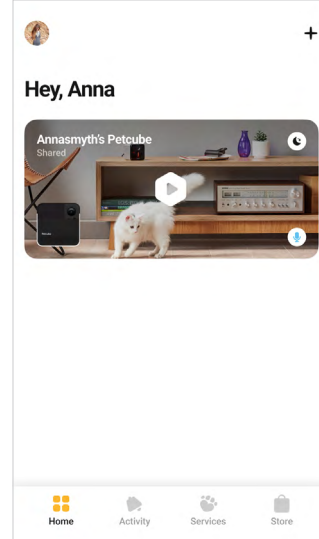 Hey, Anna
Annasmyth's Petcube
Shared
Home
Activity
Services
Store